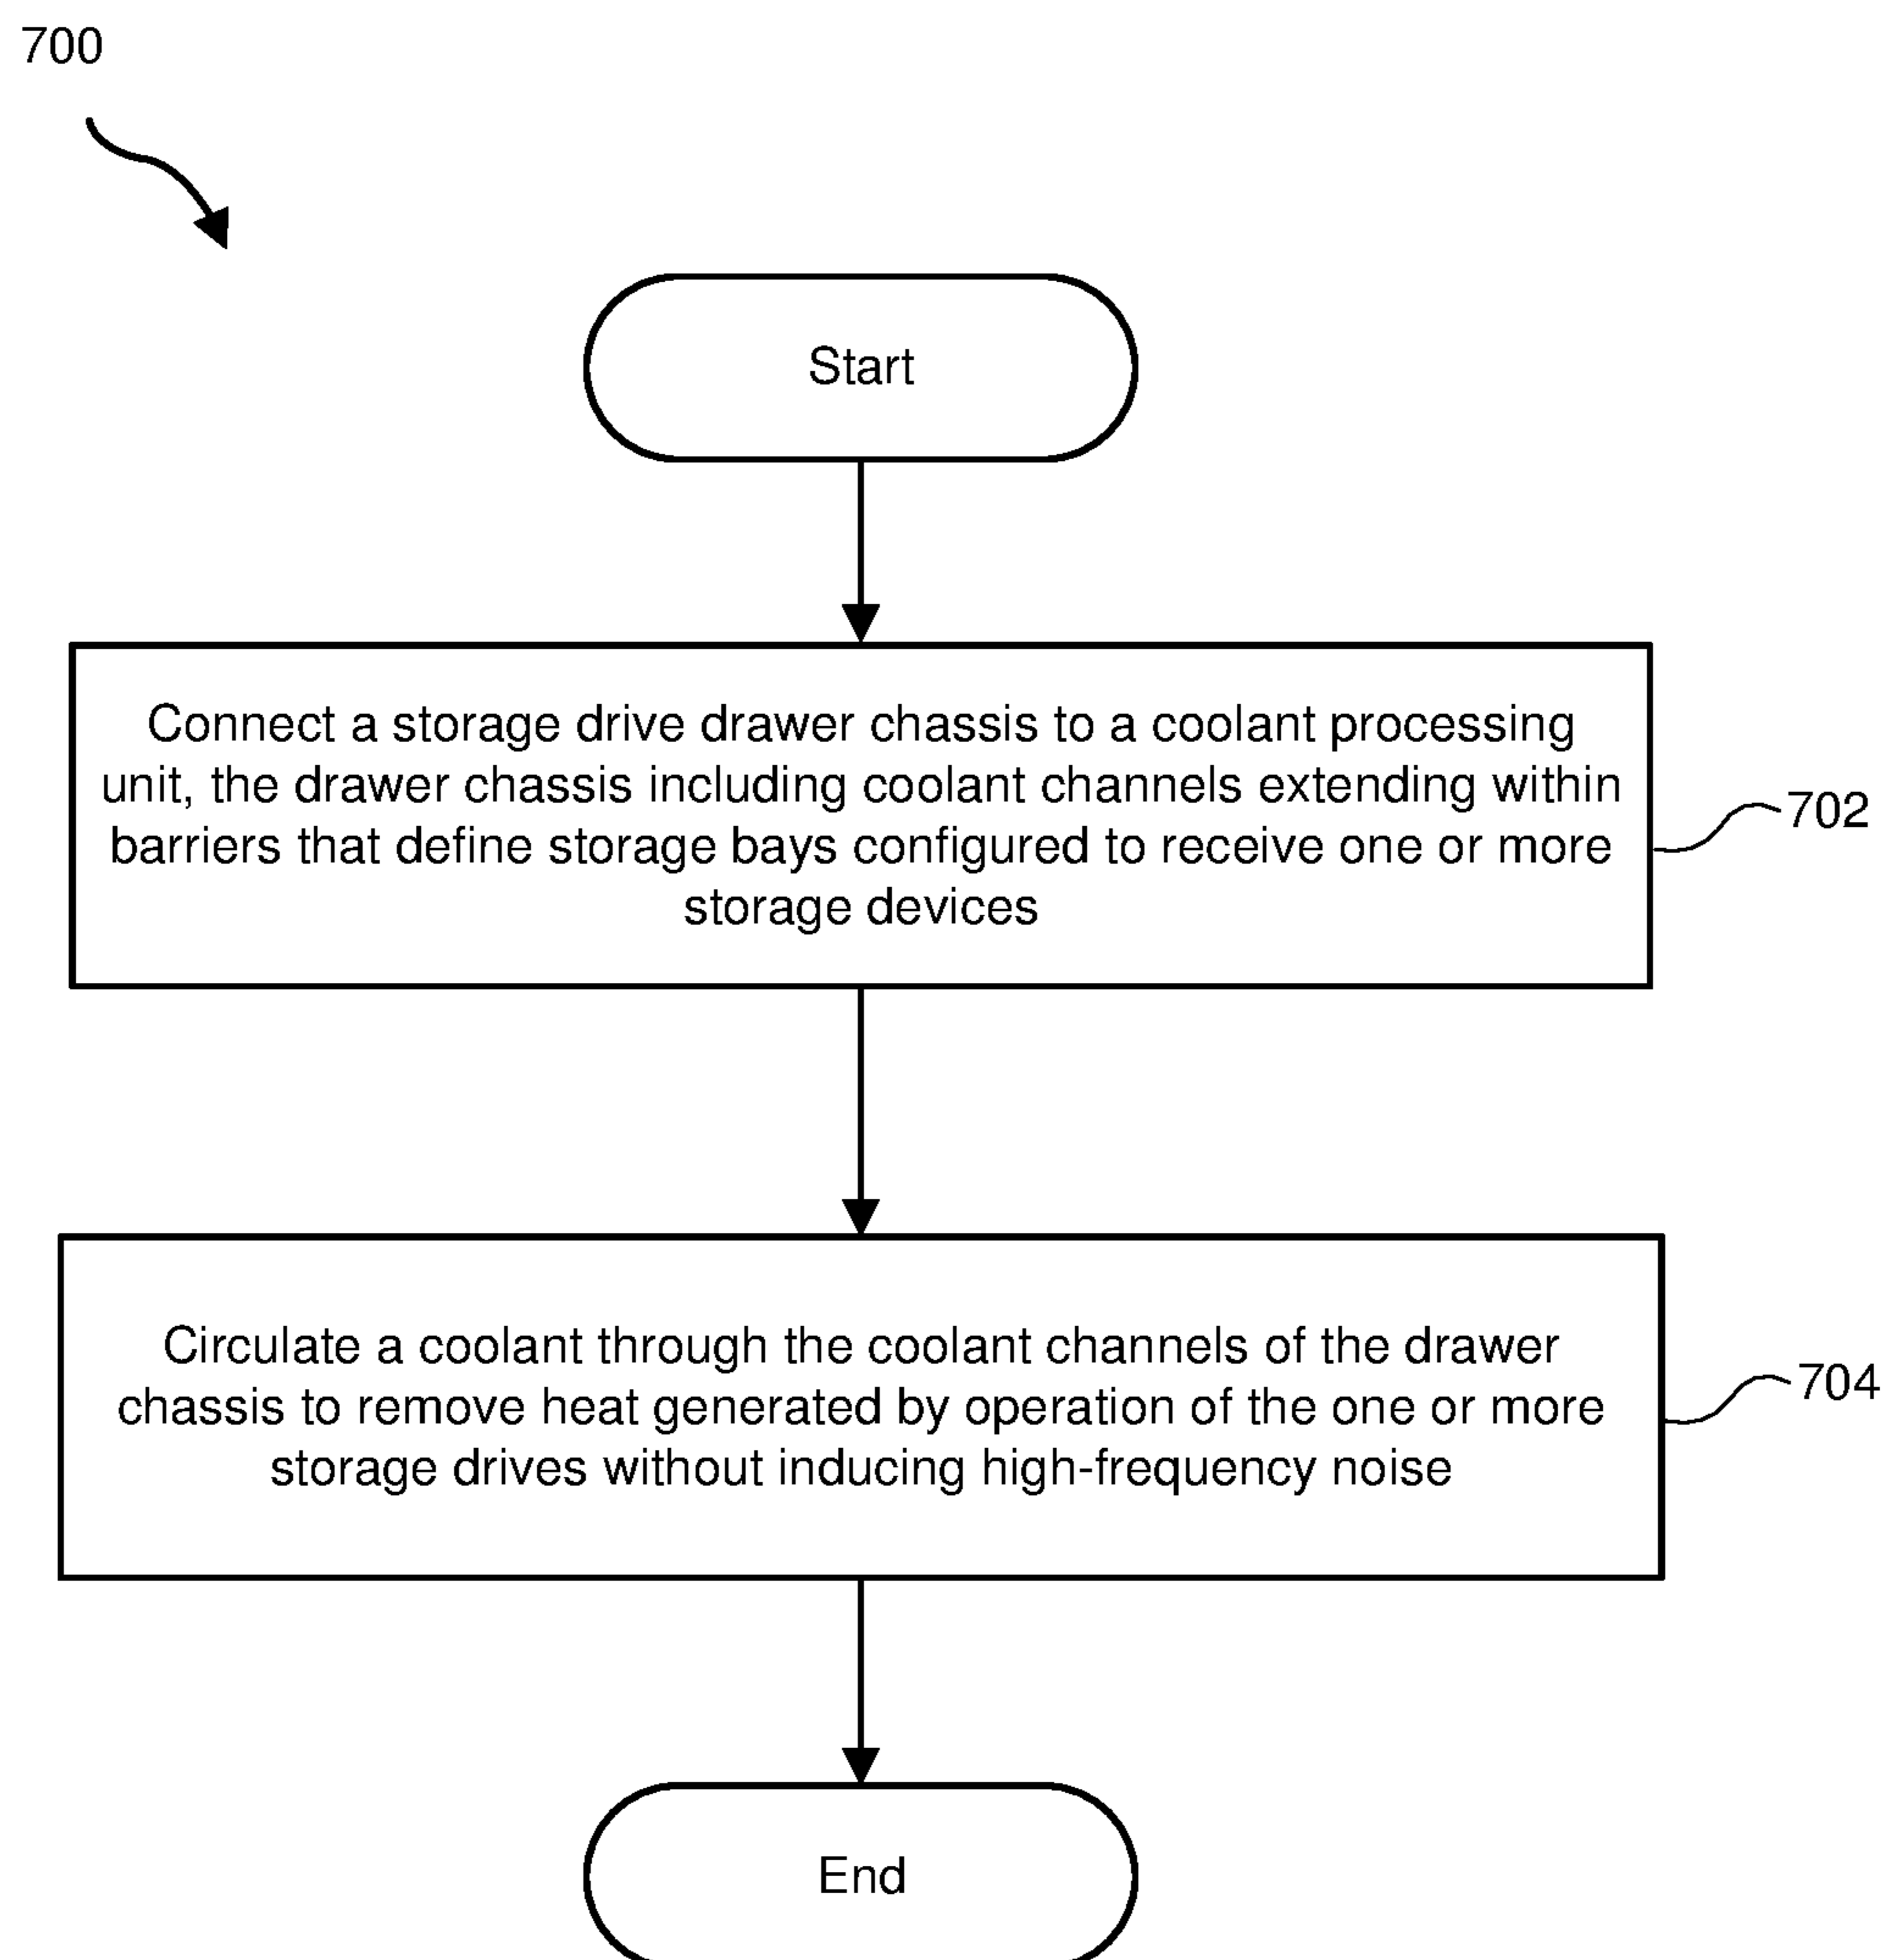 700
Start
Connect a storage drive drawer chassis to a coolant processing
unit, the drawer chassis including coolant channels extending within
barriers that define storage bays configured to receive one or more
storage devices
702
Circulate a coolant through the coolant channels of the drawer
chassis to remove heat generated by operation of the one or more
storage drives without inducing high-frequency noise
704
End